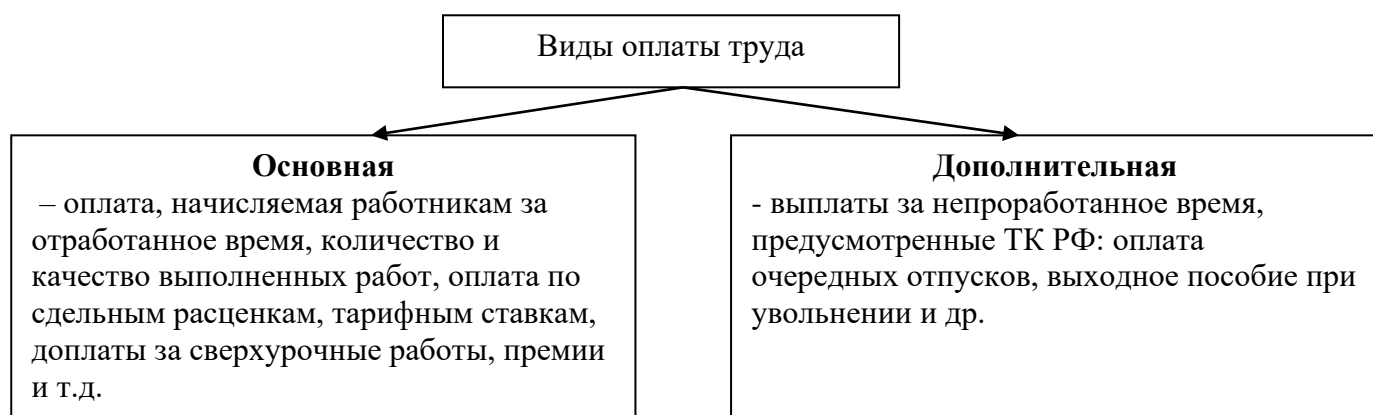 Виды оплаты труда
Основная
– оплата, начисляемая работникам за
отработанное время, количество и
качество выполненных работ, оплата по
сдельным расценкам, тарифным ставкам,
доплаты за сверхурочные работы, премии
и т.д.
Дополнительная
- выплаты за непроработанное время,
предусмотренные ТК РФ: оплата
очередных отпусков, выходное пособие при
увольнении и др.